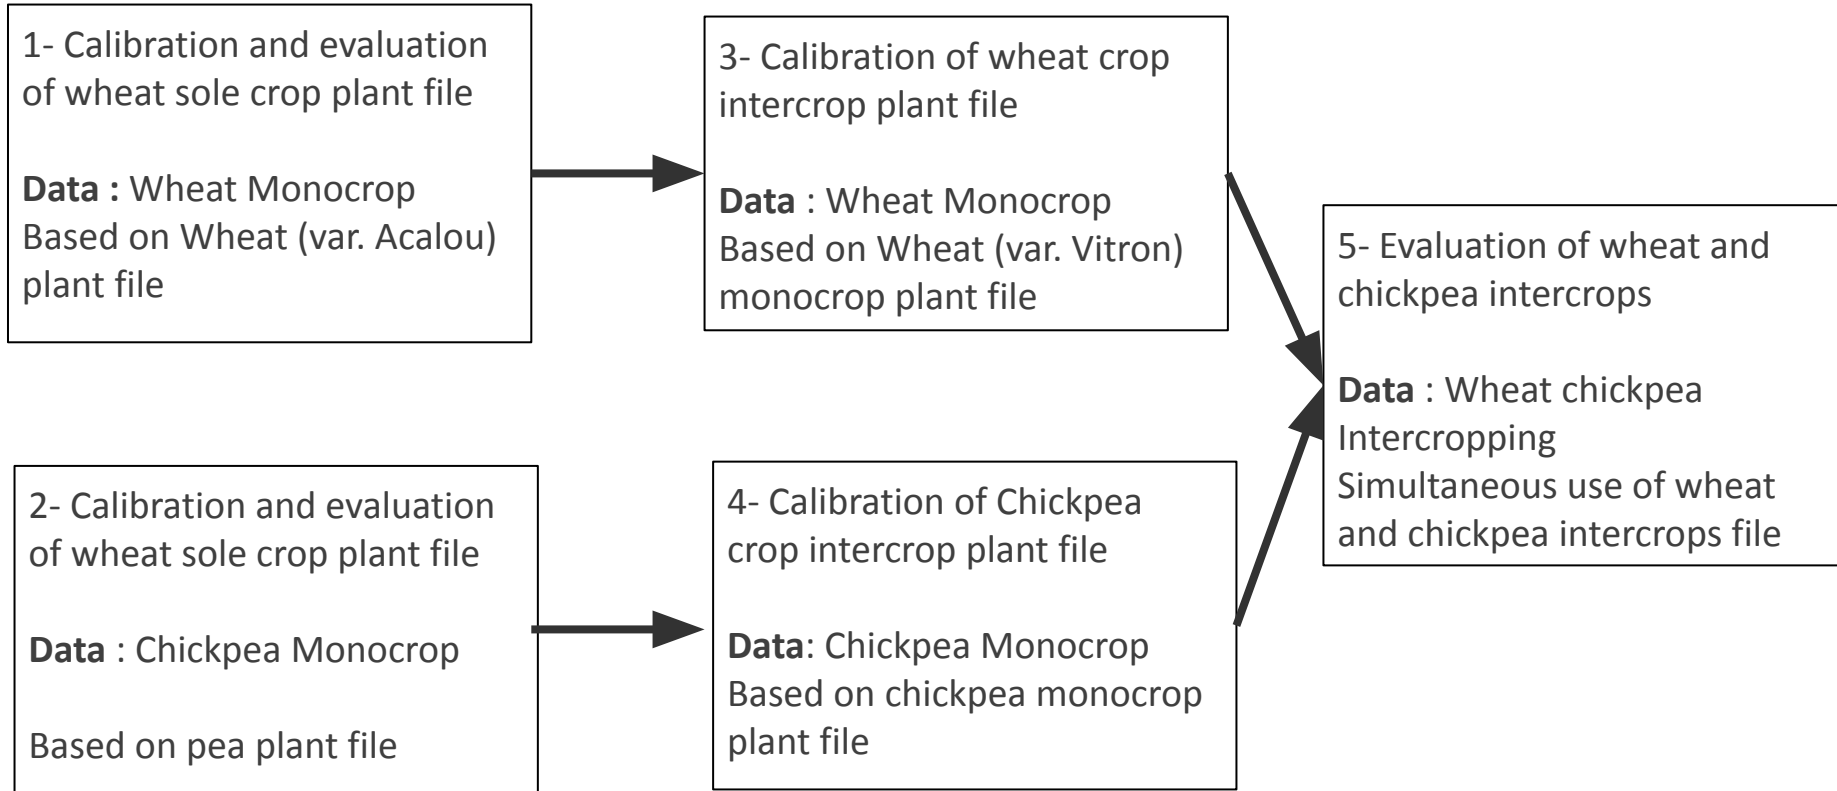 1- Calibration and evaluation
of wheat sole crop plant file
Data : Wheat Monocrop
Based on Wheat (var. Acalou)
plant file
2- Calibration and evaluation
of wheat sole crop plant file
Data : Chickpea Monocrop
Based on pea plant file
3- Calibration of wheat crop
intercrop plant file
Data : Wheat Monocrop
Based on Wheat (var. Vitron)
monocrop plant file
4- Calibration of Chickpea
crop intercrop plant file
Data: Chickpea Monocrop
Based on chickpea monocrop
plant file
5- Evaluation of wheat and
chickpea intercrops
Data : Wheat chickpea
Intercropping
Simultaneous use of wheat
and chickpea intercrops file